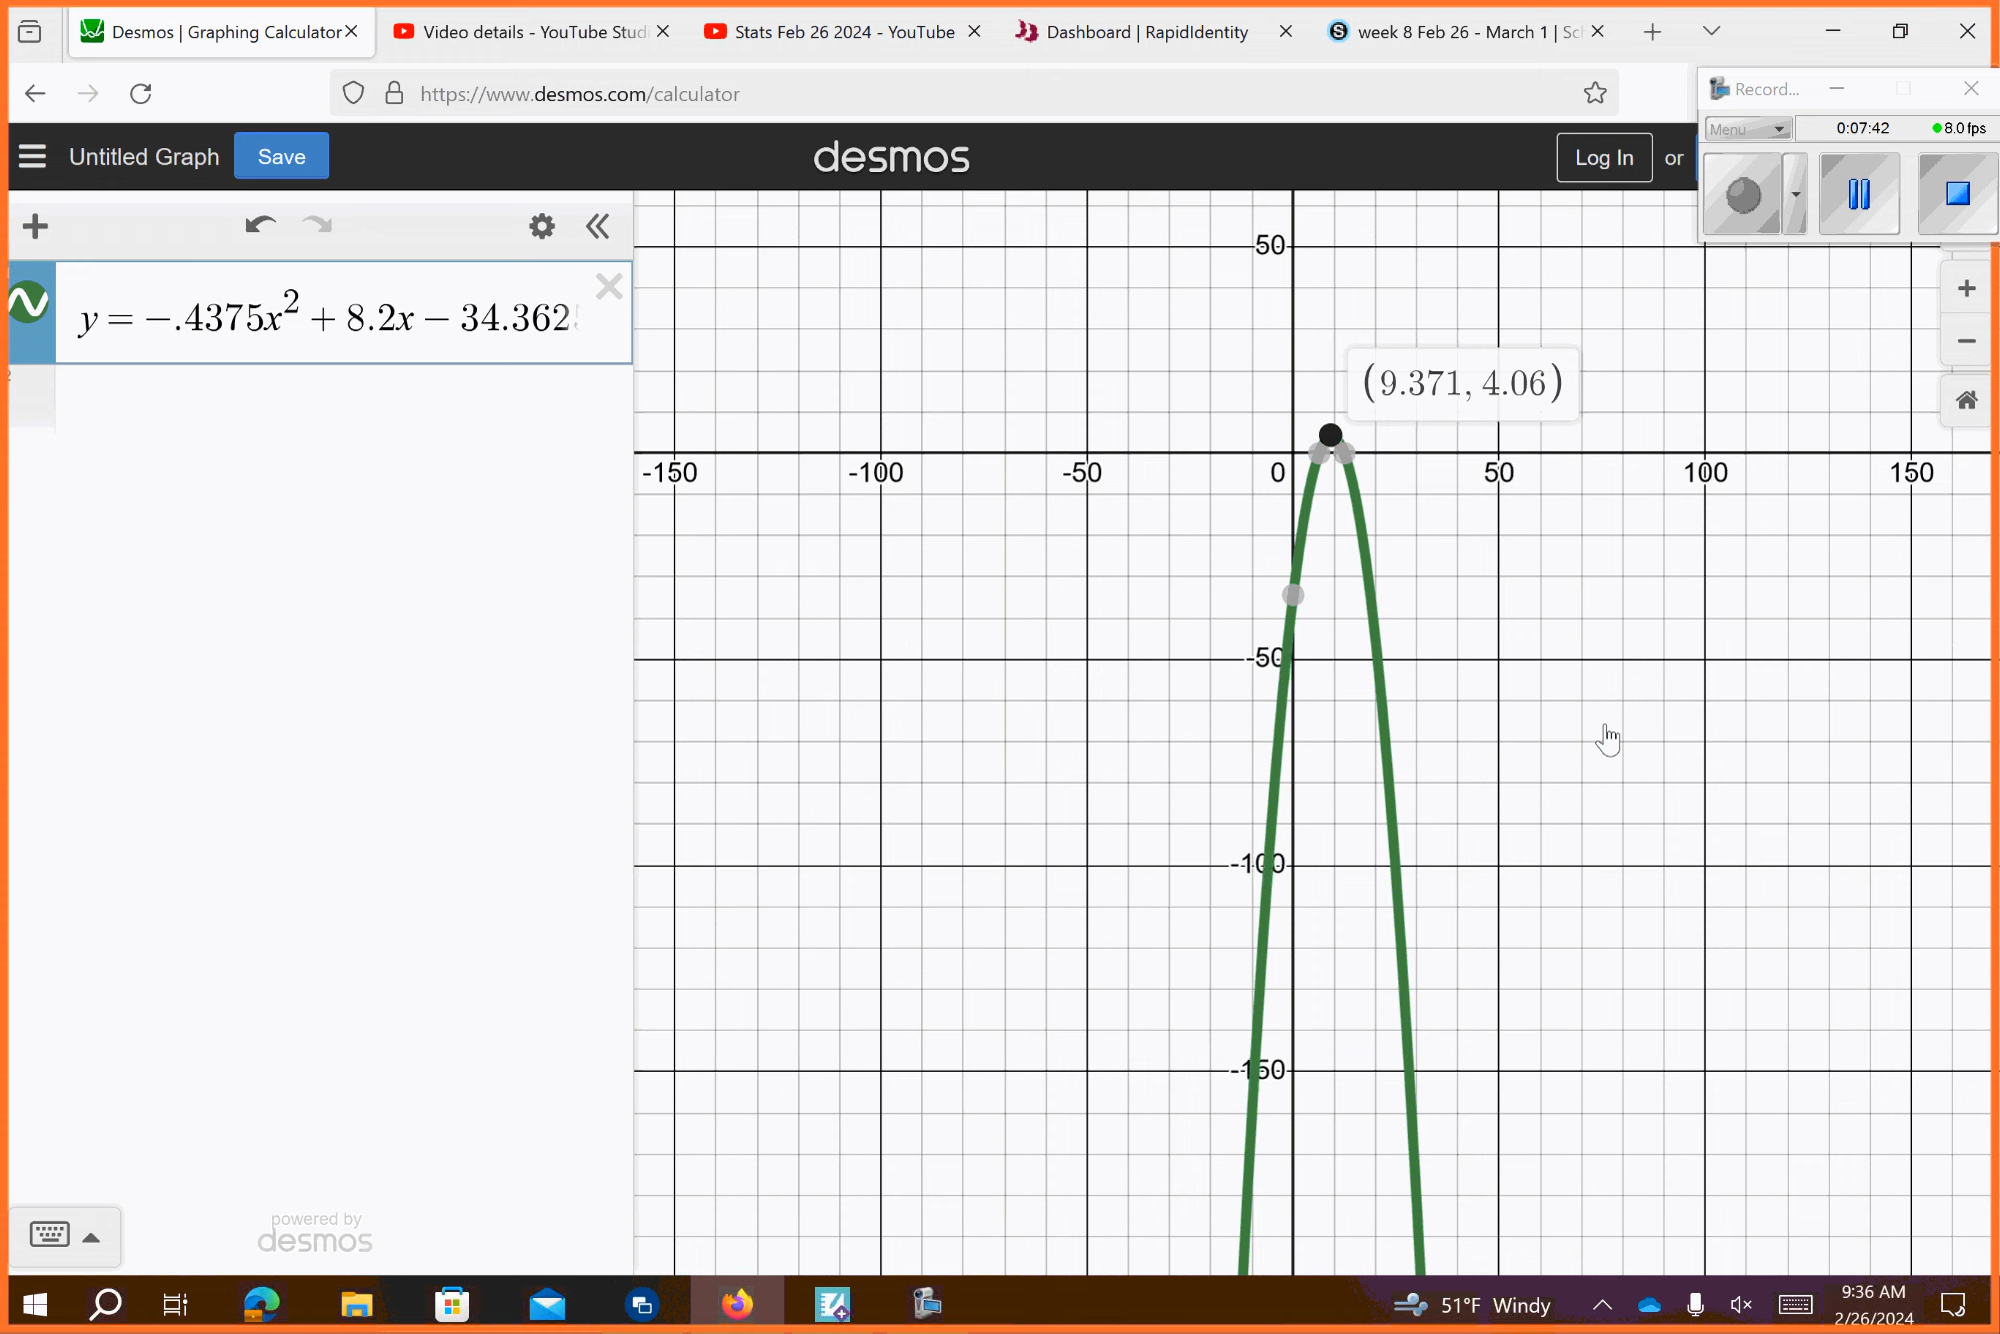 Desmos | Graphing Calculator
Video details - YouTube Stud
Stats Feb 26 2024 - YouTube
Dashboard | RapidIdentity
week 8 Feb 26 - March 1 | Sc
https://www.desmos.com/calculator
Record...
Menu
0:07:42
8.0 fps
Untitled Graph
Save
desmos
Log In
or
y = −.4375x² + 8.2x − 34.362
2
(9.371, 4.06)
50
-150
-100
-50
0
50
100
150
-50
-100
-150
powered by
desmos
51°F Windy
9:36 AM
2/26/2024